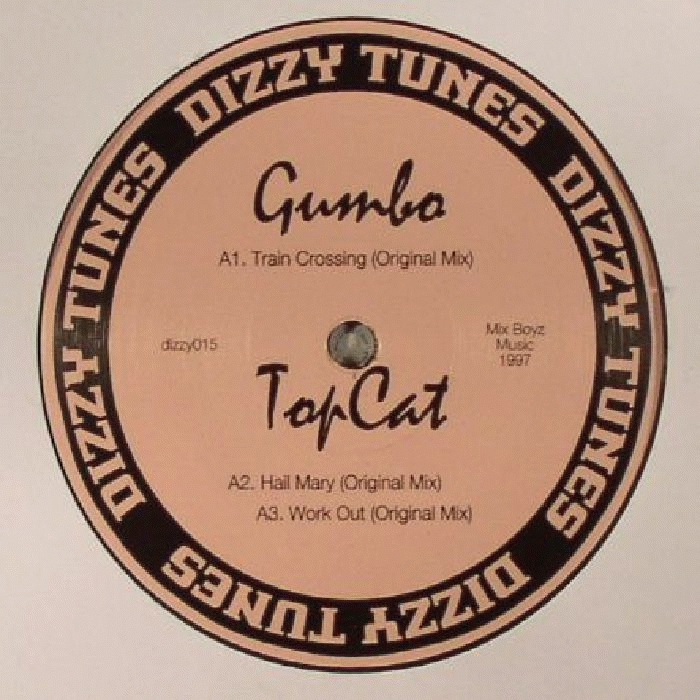 DIZZY TUNES
DIZZY TUNES
DIZZY TUNES
DIZZY TUNES
Gumbo
A1. Train Crossing (Original Mix)
dizzy015
Mix Boyz
Music
1997
TopCat
A2. Hail Mary (Original Mix)
A3. Work Out (Original Mix)